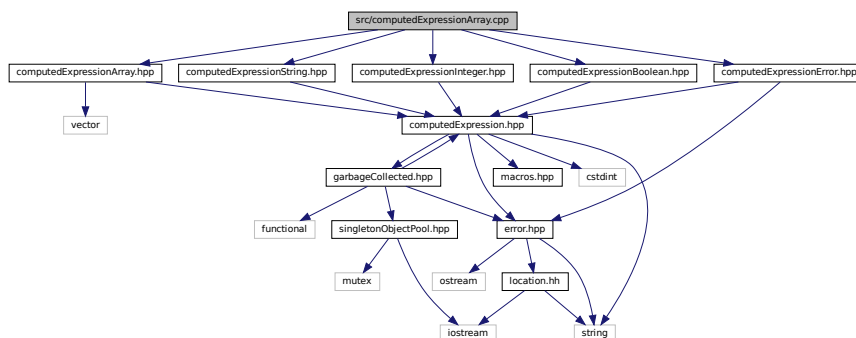 src/computedExpressionArray.cpp
computedExpressionArray.hpp
computedExpressionString.hpp
computedExpressionInteger.hpp
computedExpressionBoolean.hpp
computedExpressionError.hpp
vector
computedExpression.hpp
garbageCollected.hpp
macros.hpp
cstdint
functional
singletonObjectPool.hpp
error.hpp
mutex
ostream
location.hh
iostream
string